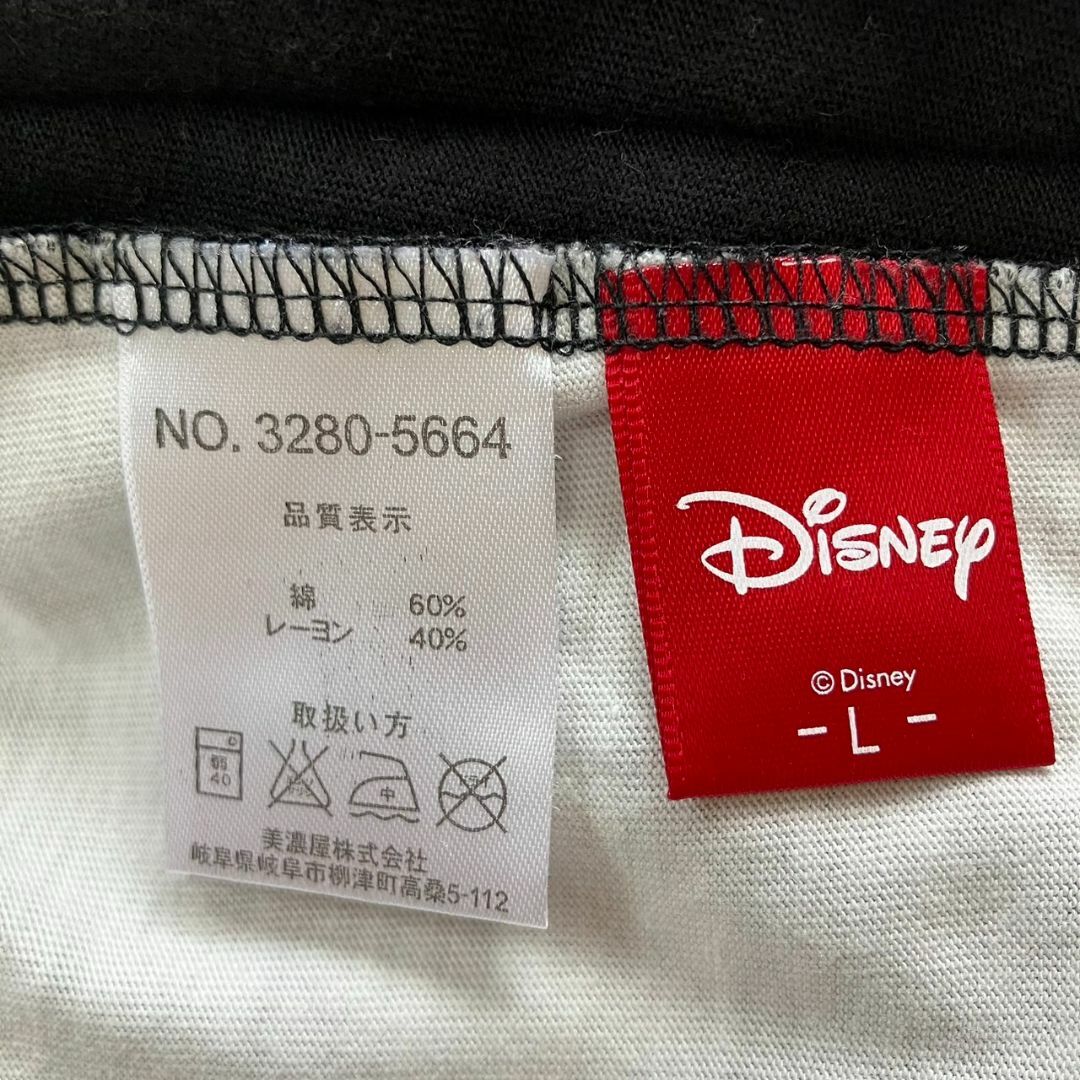 NO. 3280-5664
品質表示
綿 60%
レーヨン 40%
取扱い方
弱
40
中
美濃屋株式会社
岐阜県岐阜市柳津町高桑5-112
Disney
© Disney
- L -